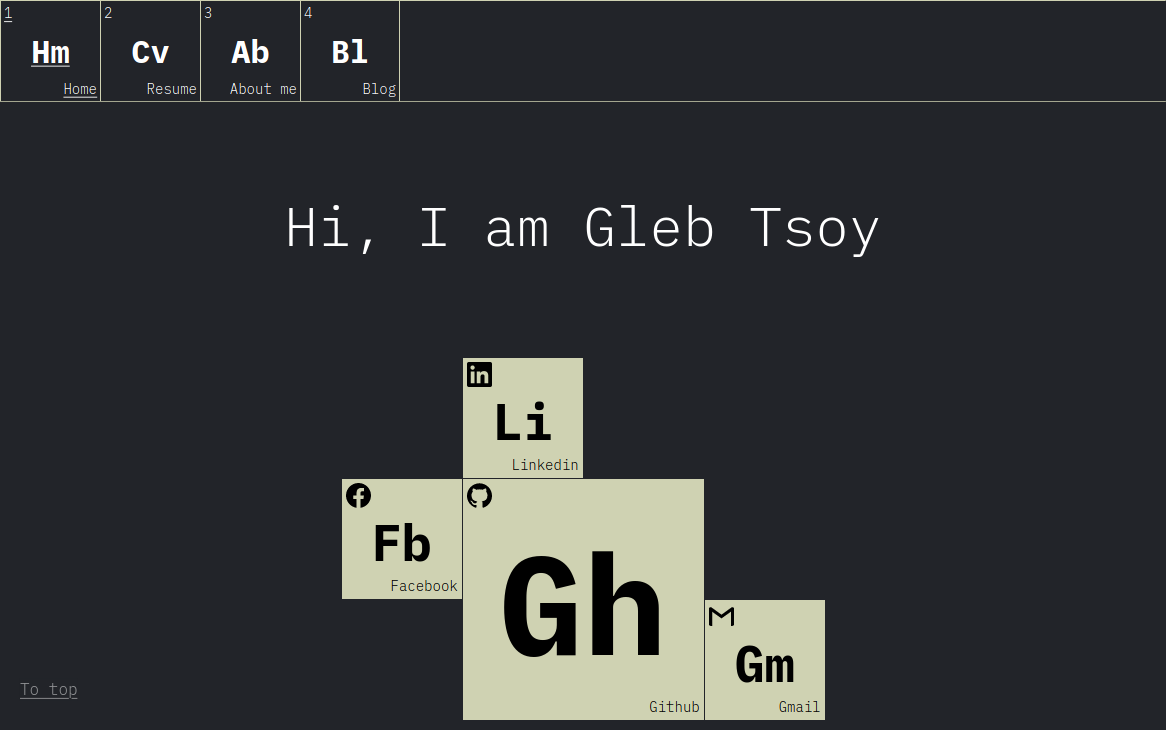 1
Hm
Home
2
Cv
Resume
3
Ab
About me
4
Bl
Blog
Hi, I am Gleb Tsoy
in
Li
Linkedin
Fb
Facebook
Gh
Github
Gm
Gmail
To top